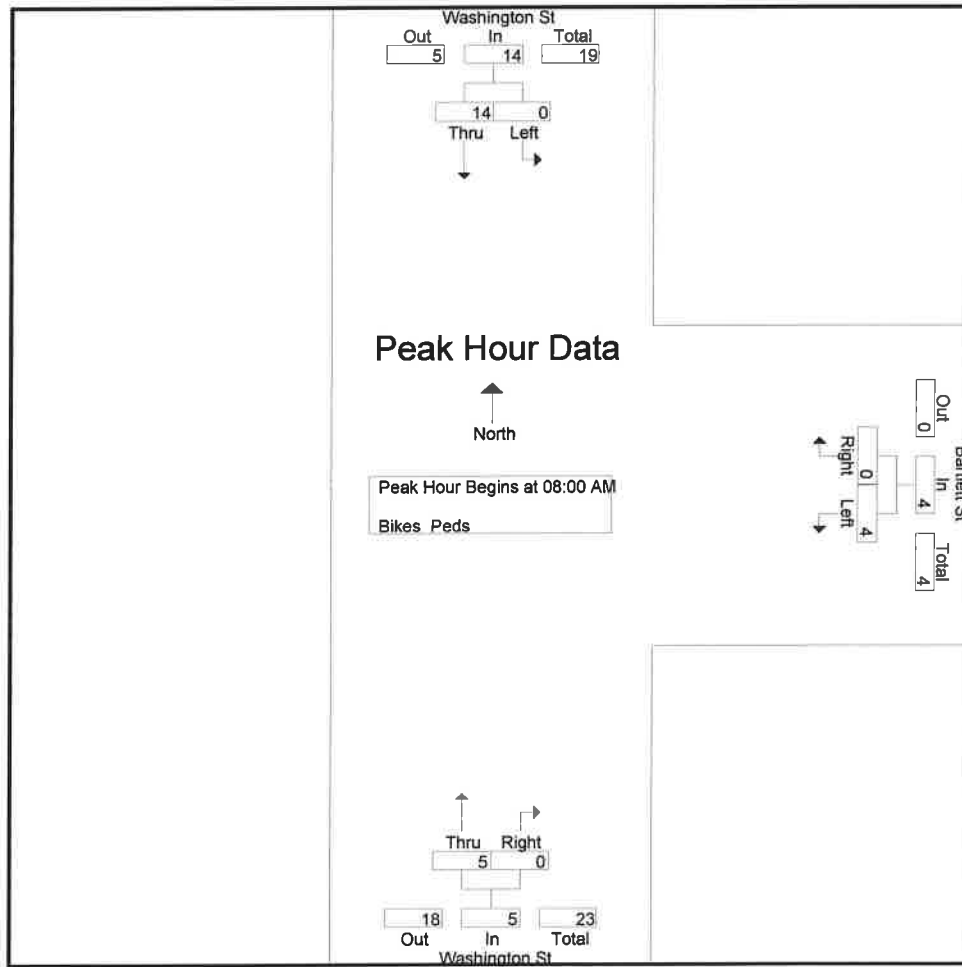 Washington St
Out In Total
5 14 19
14 0
Thru Left
Peak Hour Data
North
Peak Hour Begins at 08:00 AM
Bikes Peds
Right Left
0 4
Out In Total
0 4 4
Bartlett St
Thru Right
5 0
18 5 23
Out In Total
Washington St